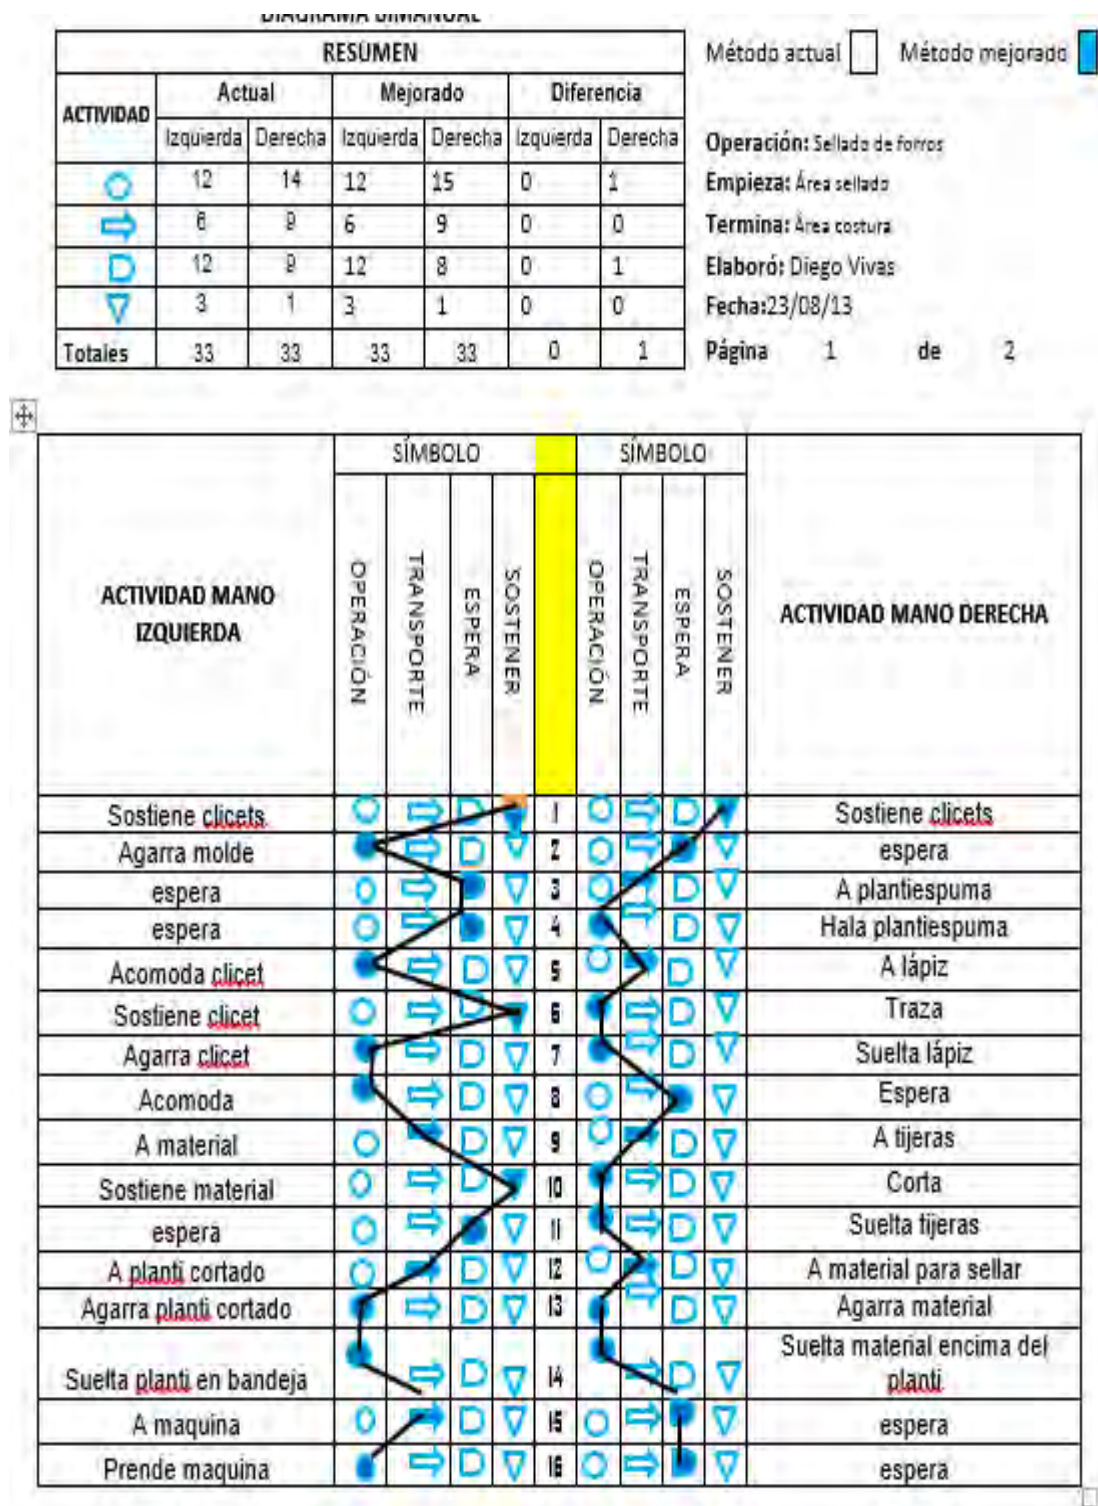 DIAGRAMA BIMANUAL
RESUMEN
ACTIVIDAD Actual Mejorado Diferencia
Izquierda Derecha Izquierda Derecha Izquierda Derecha
12 14 12 15 0 1
6 9 6 9 0 0
12 9 12 8 0 1
3 1 3 1 0 0
Totales 33 33 33 33 0 1
Método actual Método mejorado
Operación: Sellado de forros
Empieza: Área sellado
Termina: Área costura
Elaboró: Diego Vivas
Fecha:23/08/13
Página 1 de 2
ACTIVIDAD MANO IZQUIERDA SÍMBOLO SÍMBOLO ACTIVIDAD MANO DERECHA
OPERACIÓN TRANSPORTE ESPERA SOSTENER OPERACIÓN TRANSPORTE ESPERA SOSTENER
Sostiene clicets 1 Sostiene clicets
Agarra molde 2 espera
espera 3 A plantiespuma
espera 4 Hala plantiespuma
Acomoda clicet 5 A lápiz
Sostiene clicet 6 Traza
Agarra clicet 7 Suelta lápiz
Acomoda 8 Espera
A material 9 A tijeras
Sostiene material 10 Corta
espera 11 Suelta tijeras
A planti cortado 12 A material para sellar
Agarra planti cortado 13 Agarra material
Suelta planti en bandeja 14 Suelta material encima del planti
A maquina 15 espera
Prende maquina 16 espera